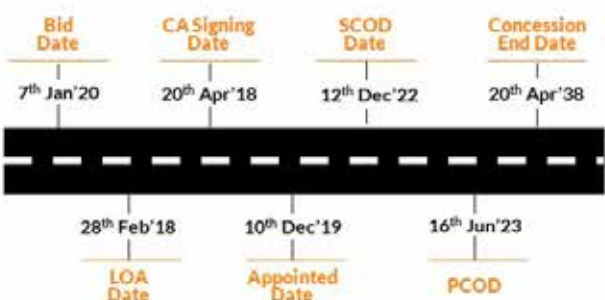 Bid
Date
CA Signing
Date
SCOD
Date
Concession
End Date
7th Jan'20
20th Apr'18
12th Dec'22
20th Apr'38
28th Feb'18
10th Dec'19
16th Jun'23
LOA
Date
Appointed
Date
PCOD